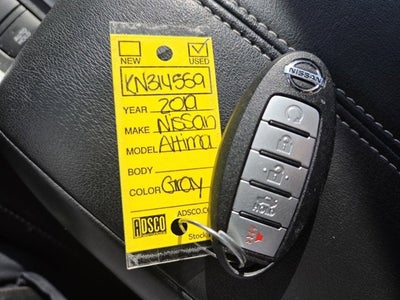 NEW USED
KN314559
YEAR 2019
MAKE Nissan
MODEL Altima
BODY
COLOR Gray
ADSCO
ADSCO.CO
Stock
NISSAN